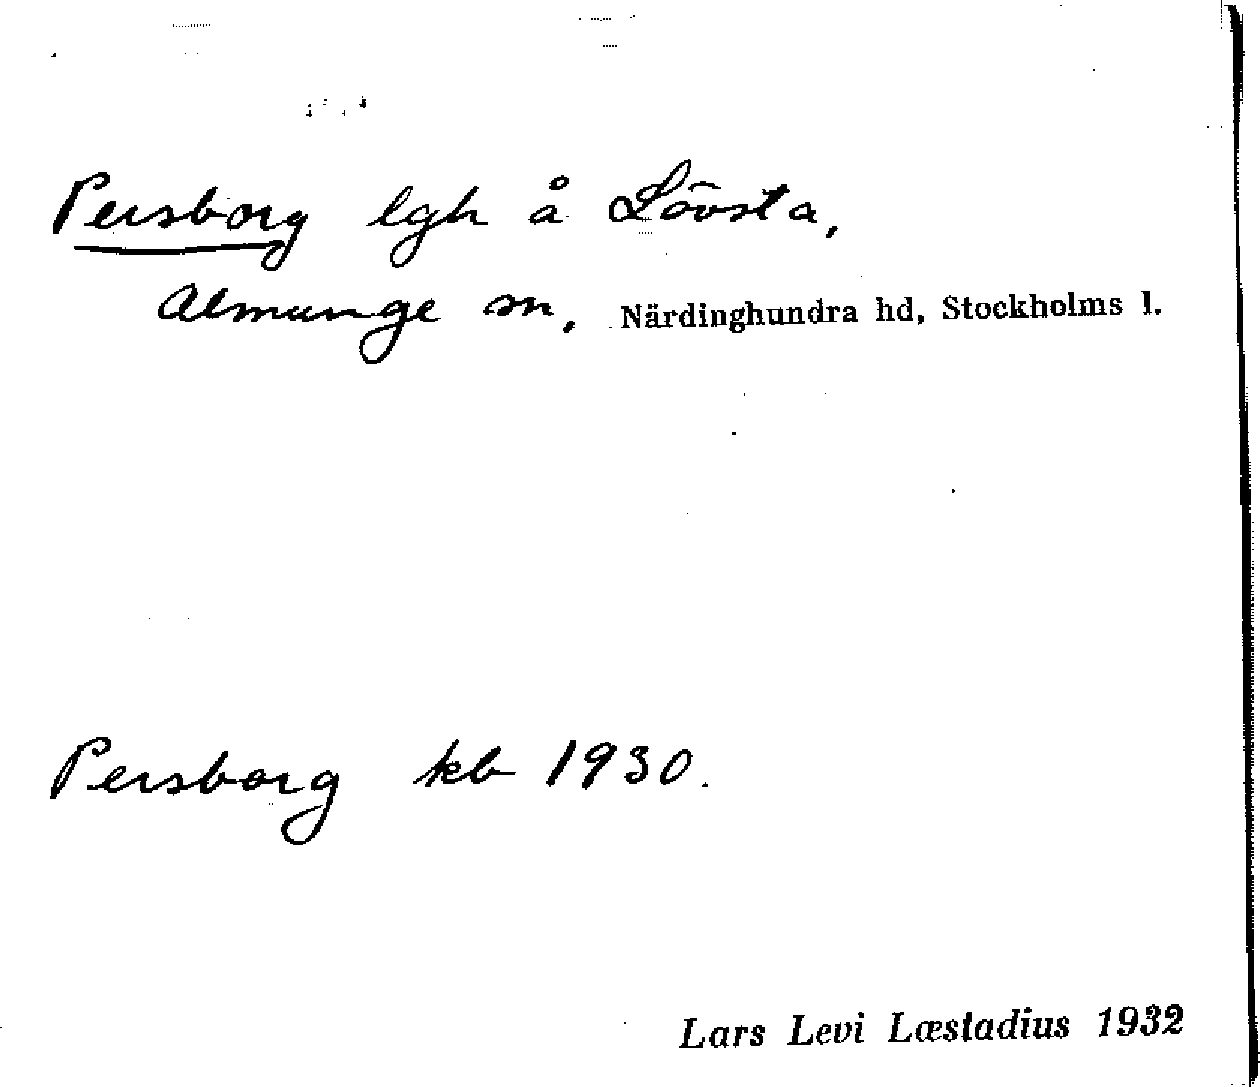 Persborg lgh å Lövsta,
Almunge sn, Närdinghundra hd, Stockholms l.
Persborg kb 1930.
Lars Levi Læstadius 1932